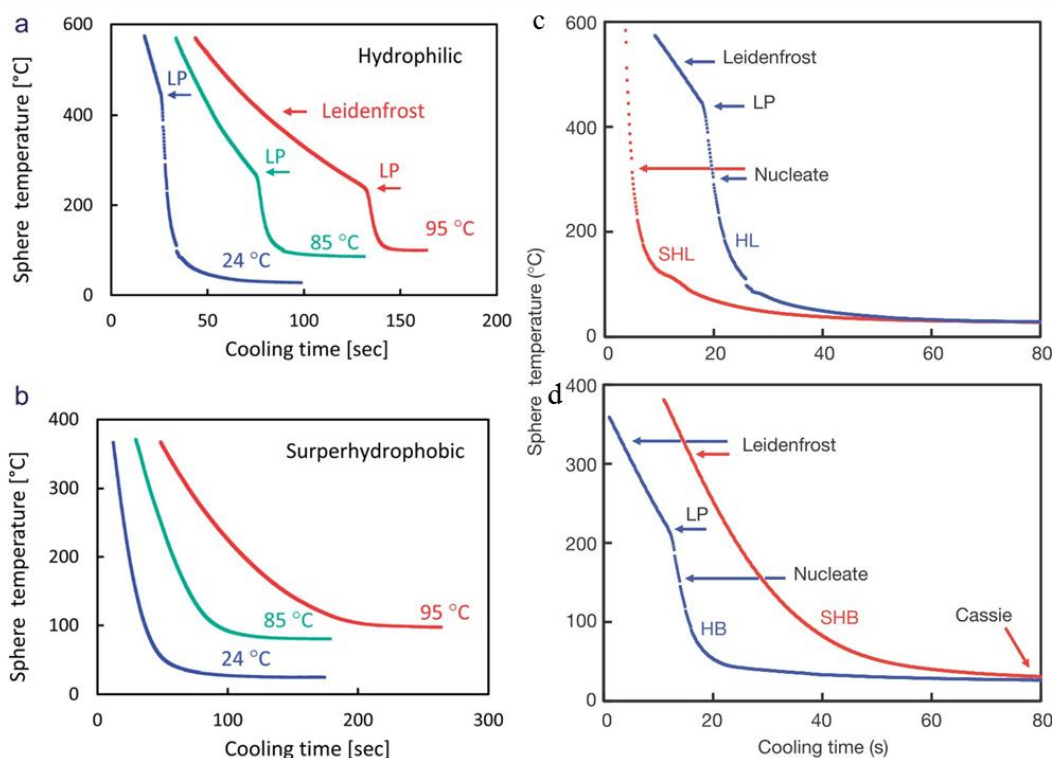 a
600
400
200
0
Sphere temperature [°C]
Hydrophilic
LP
Leidenfrost
LP
LP
24 °C
85 °C
95 °C
0
50
100
150
200
Cooling time [sec]
b
400
300
200
100
0
Sphere temperature [°C]
Surperhydrophobic
85 °C
95 °C
24 °C
0
100
200
300
Cooling time [sec]
c
600
400
200
0
Sphere temperature (°C)
Leidenfrost
LP
Nucleate
SHL
HL
0
20
40
60
80
d
400
300
200
100
0
Leidenfrost
LP
Nucleate
HB
SHB
Cassie
0
20
40
60
80
Cooling time (s)